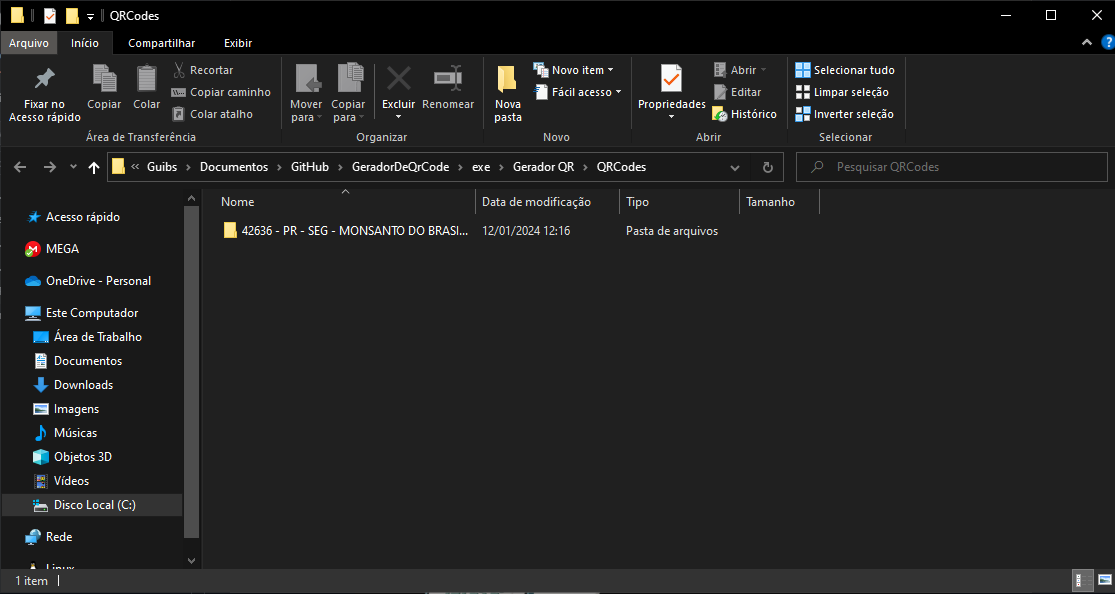 QRCodes
Arquivo Início Compartilhar Exibir
Fixar no Acesso rápido
Copiar
Colar
Recortar
Copiar caminho
Colar atalho
Área de Transferência
Mover para
Copiar para
Excluir
Renomear
Organizar
Nova pasta
Novo item
Fácil acesso
Novo
Propriedades
Abrir
Editar
Histórico
Abrir
Selecionar tudo
Limpar seleção
Inverter seleção
Selecionar
« Guibs › Documentos › GitHub › GeradorDeQrCode › exe › Gerador QR › QRCodes
Pesquisar QRCodes
Acesso rápido
MEGA
OneDrive - Personal
Este Computador
Área de Trabalho
Documentos
Downloads
Imagens
Músicas
Objetos 3D
Vídeos
Disco Local (C:)
Rede
Linux
Nome Data de modificação Tipo Tamanho
42636 - PR - SEG - MONSANTO DO BRASI... 12/01/2024 12:16 Pasta de arquivos
1 item